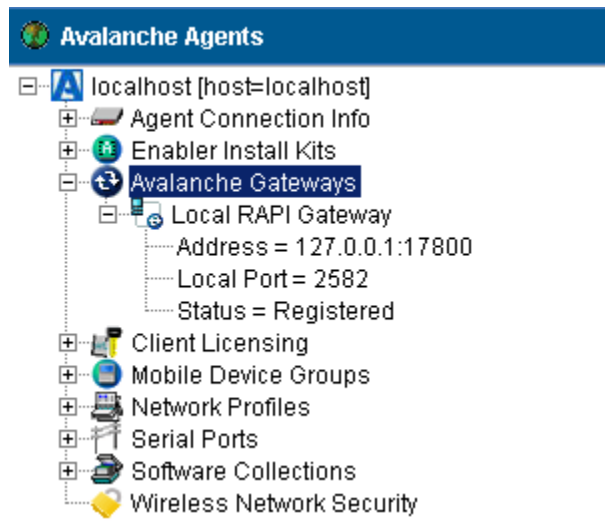 Avalanche Agents
localhost [host=localhost]
Agent Connection Info
Enabler Install Kits
Avalanche Gateways
Local RAPI Gateway
Address = 127.0.0.1:17800
Local Port = 2582
Status = Registered
Client Licensing
Mobile Device Groups
Network Profiles
Serial Ports
Software Collections
Wireless Network Security